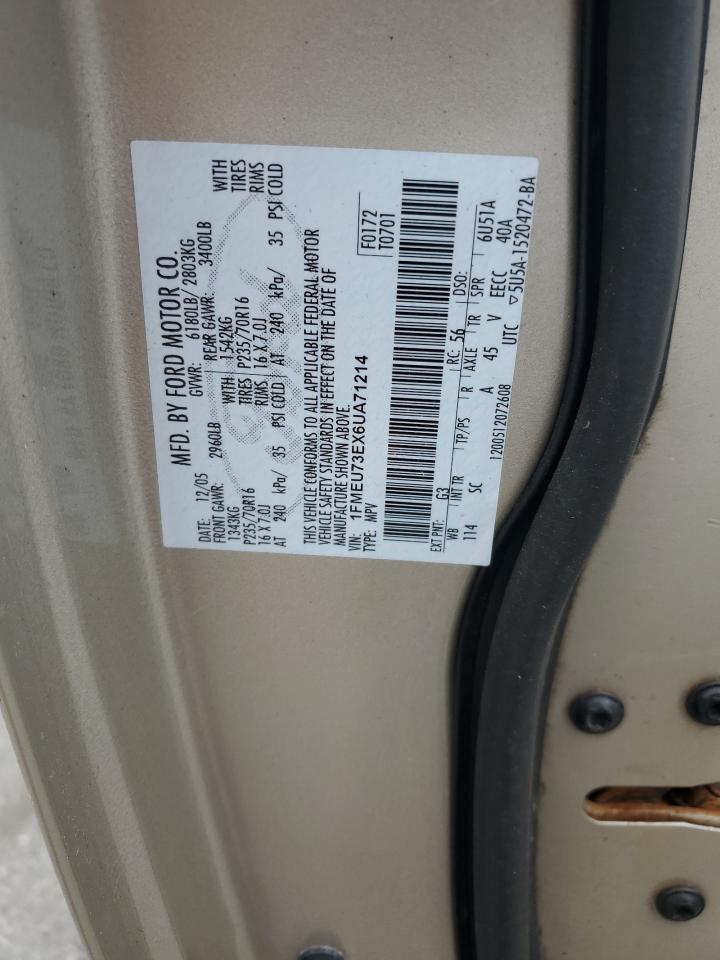 MFD. BY FORD MOTOR CO.
DATE: 12/05 GVWR: 6180LB/ 2803KG
FRONT GAWR: 2960LB REAR GAWR: 3400LB
1343KG WITH 1542KG WITH
P235/70R16 TIRES P235/70R16 TIRES
16 X 7.0J RIMS 16 X 7.0J RIMS
AT 240 kPa/ 35 PSI COLD AT 240 kPa/ 35 PSI COLD
THIS VEHICLE CONFORMS TO ALL APPLICABLE FEDERAL MOTOR
VEHICLE SAFETY STANDARDS IN EFFECT ON THE DATE OF
MANUFACTURE SHOWN ABOVE.
VIN: 1FMEU73EX6UA71214
TYPE: MPV
F0172
T0701
EXT PNT: G3 RC: 56 DSO:
WB INT TR TP/PS R AXLE TR SPR 6U51A
114 SC A 45 V EECC 40A
1200512072608 UTC ▽5U5A-1520472-BA